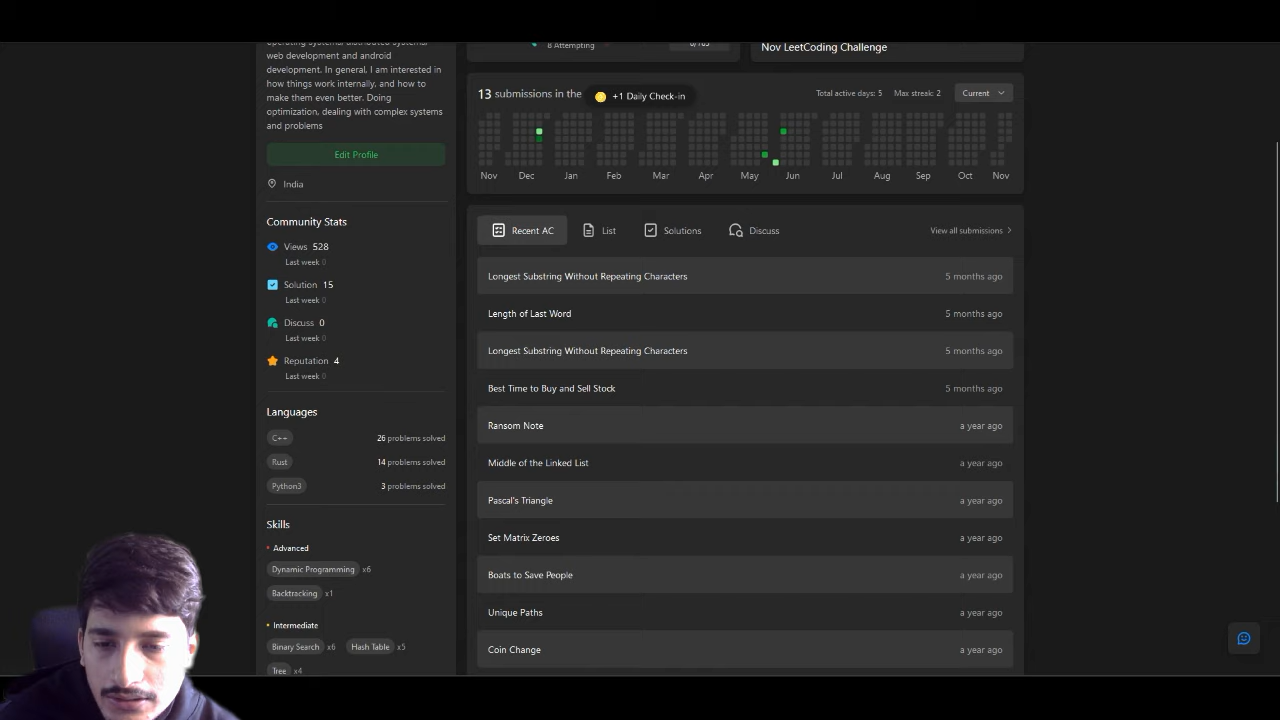 operating systems, distributed systems,
web development and android
development. In general, I am interested in
how things work internally, and how to
make them even better. Doing
optimization, dealing with complex systems
and problems
Edit Profile
India
Community Stats
Views 528
Last week 0
Solution 15
Last week 0
Discuss 0
Last week 0
Reputation 4
Last week 0
Languages
C++ 26 problems solved
Rust 14 problems solved
Python3 3 problems solved
Skills
Advanced
Dynamic Programming x6
Backtracking x1
Intermediate
Binary Search x6 Hash Table x5
Tree x4
8 Attempting
Nov LeetCoding Challenge
13 submissions in the
+1 Daily Check-in
Total active days: 5 Max streak: 2 Current
Nov Dec Jan Feb Mar Apr May Jun Jul Aug Sep Oct Nov
Recent AC List Solutions Discuss View all submissions
Longest Substring Without Repeating Characters 5 months ago
Length of Last Word 5 months ago
Longest Substring Without Repeating Characters 5 months ago
Best Time to Buy and Sell Stock 5 months ago
Ransom Note a year ago
Middle of the Linked List a year ago
Pascal's Triangle a year ago
Set Matrix Zeroes a year ago
Boats to Save People a year ago
Unique Paths a year ago
Coin Change a year ago